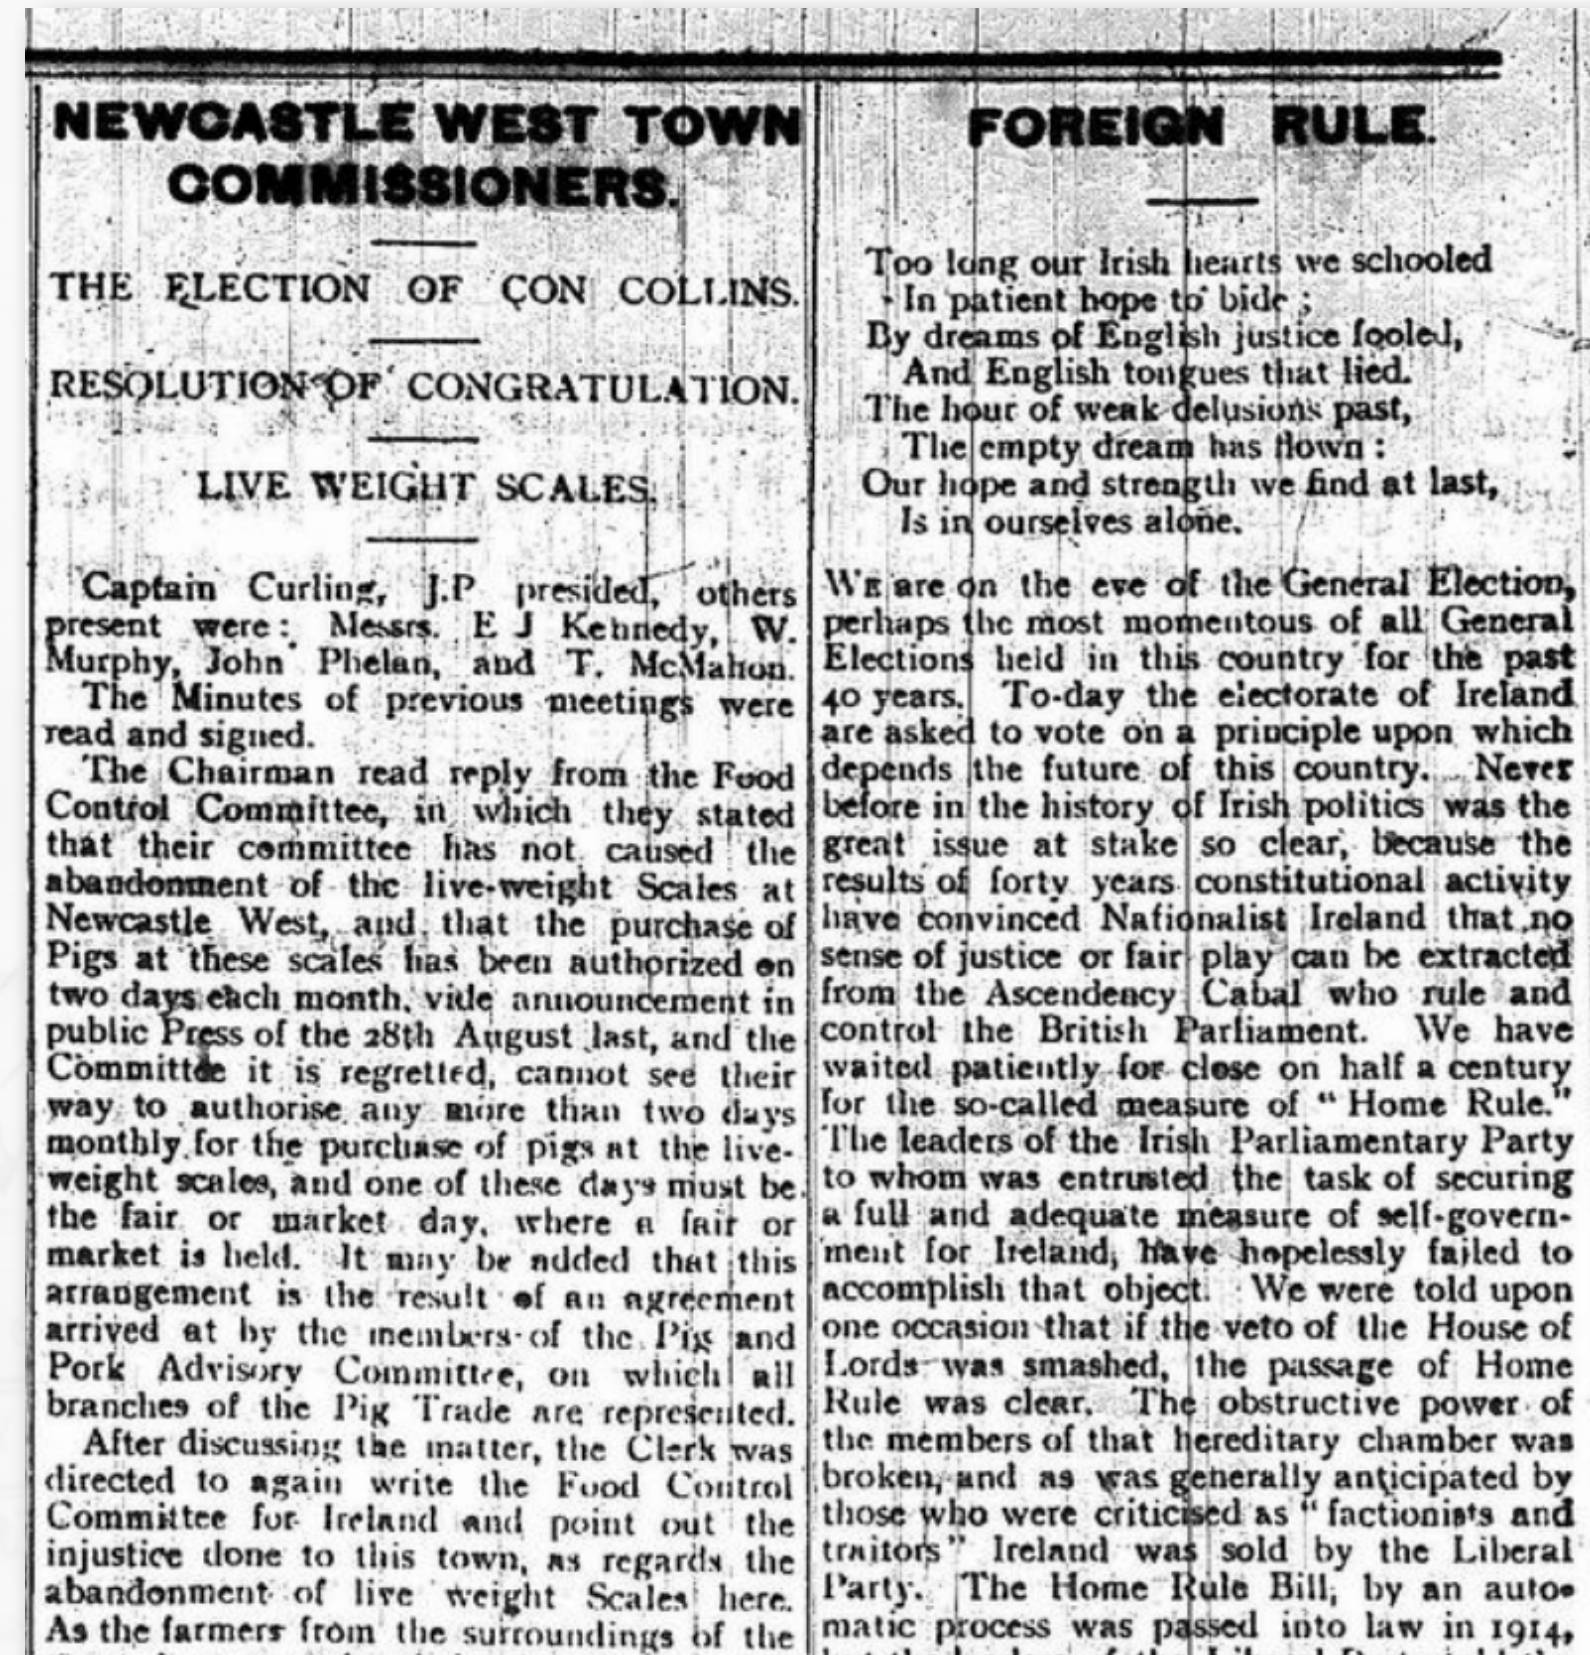 NEWCASTLE WEST TOWN
COMMISSIONERS.
THE ELECTION OF CON COLLINS.
RESOLUTION OF CONGRATULATION.
LIVE WEIGHT SCALES.
Captain Curling, J.P presided, others
present were: Messrs. E J Kennedy, W.
Murphy, John Phelan, and T. McMahon.
The Minutes of previous meetings were
read and signed.
The Chairman read reply from the Food
Control Committee, in which they stated
that their committee has not caused the
abandonment of the live-weight Scales at
Newcastle West, and that the purchase of
Pigs at these scales has been authorized on
two days each month, vide announcement in
public Press of the 28th August last, and the
Committee it is regretted, cannot see their
way to authorise any more than two days
monthly for the purchase of pigs at the live-
weight scales, and one of these days must be
the fair or market day, where a fair or
market is held. It may be added that this
arrangement is the result of an agreement
arrived at by the members of the Pig and
Pork Advisory Committee, on which all
branches of the Pig Trade are represented.
After discussing the matter, the Clerk was
directed to again write the Food Control
Committee for Ireland and point out the
injustice done to this town, as regards the
abandonment of live weight Scales here.
As the farmers from the surroundings of the
FOREIGN RULE.
Too long our Irish hearts we schooled
In patient hope to bide;
By dreams of English justice fooled,
And English tongues that lied.
The hour of weak delusions past,
The empty dream has flown:
Our hope and strength we find at last,
Is in ourselves alone.
WE are on the eve of the General Election,
perhaps the most momentous of all General
Elections held in this country for the past
40 years. To-day the electorate of Ireland
are asked to vote on a principle upon which
depends the future of this country. Never
before in the history of Irish politics was the
great issue at stake so clear, because the
results of forty years constitutional activity
have convinced Nationalist Ireland that no
sense of justice or fair play can be extracted
from the Ascendency Cabal who rule and
control the British Parliament. We have
waited patiently for close on half a century
for the so-called measure of "Home Rule."
The leaders of the Irish Parliamentary Party
to whom was entrusted the task of securing
a full and adequate measure of self-govern-
ment for Ireland, have hopelessly failed to
accomplish that object. We were told upon
one occasion that if the veto of the House of
Lords was smashed, the passage of Home
Rule was clear. The obstructive power of
the members of that hereditary chamber was
broken, and as was generally anticipated by
those who were criticised as "factionists and
traitors" Ireland was sold by the Liberal
Party. The Home Rule Bill, by an auto-
matic process was passed into law in 1914,